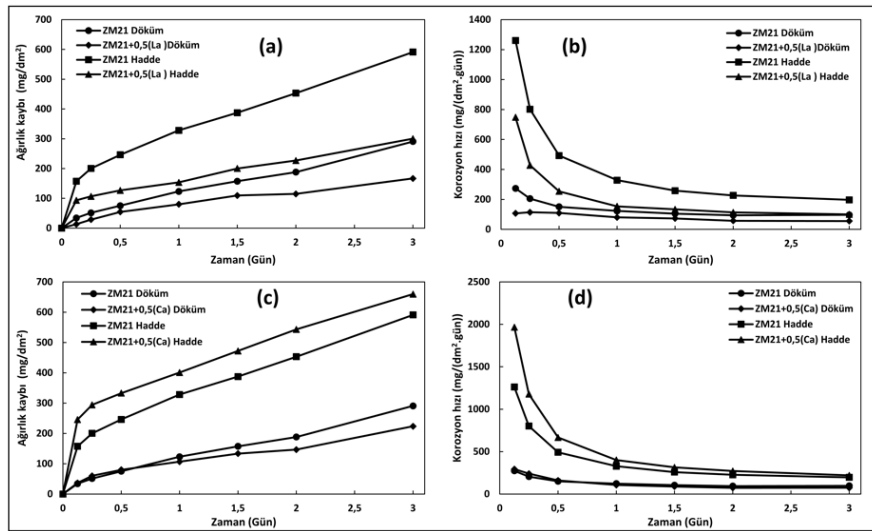 (a)
ZM21 Döküm
ZM21+0,5(La )Döküm
ZM21 Hadde
ZM21+0,5(La ) Hadde
Ağırlık kaybı (mg/dm²)
700
600
500
400
300
200
100
0
0 0,5 1 1,5 2 2,5 3
Zaman (Gün)
(b)
ZM21 Döküm
ZM21+0,5(La )Döküm
ZM21 Hadde
ZM21+0,5(La ) Hadde
Korozyon hızı (mg/(dm².gün))
1400
1200
1000
800
600
400
200
0
0 0,5 1 1,5 2 2,5 3
Zaman (Gün)
(c)
ZM21 Döküm
ZM21+0,5(Ca) Döküm
ZM21 Hadde
ZM21+0,5(Ca) Hadde
Ağırlık kaybı (mg/dm²)
700
600
500
400
300
200
100
0
0 0,5 1 1,5 2 2,5 3
Zaman (Gün)
(d)
ZM21 Döküm
ZM21+0,5(Ca) Döküm
ZM21 Hadde
ZM21+0,5(Ca) Hadde
Korozyon hızı (mg/(dm².gün))
2500
2000
1500
1000
500
0
0 0,5 1 1,5 2 2,5 3
Zaman (Gün)